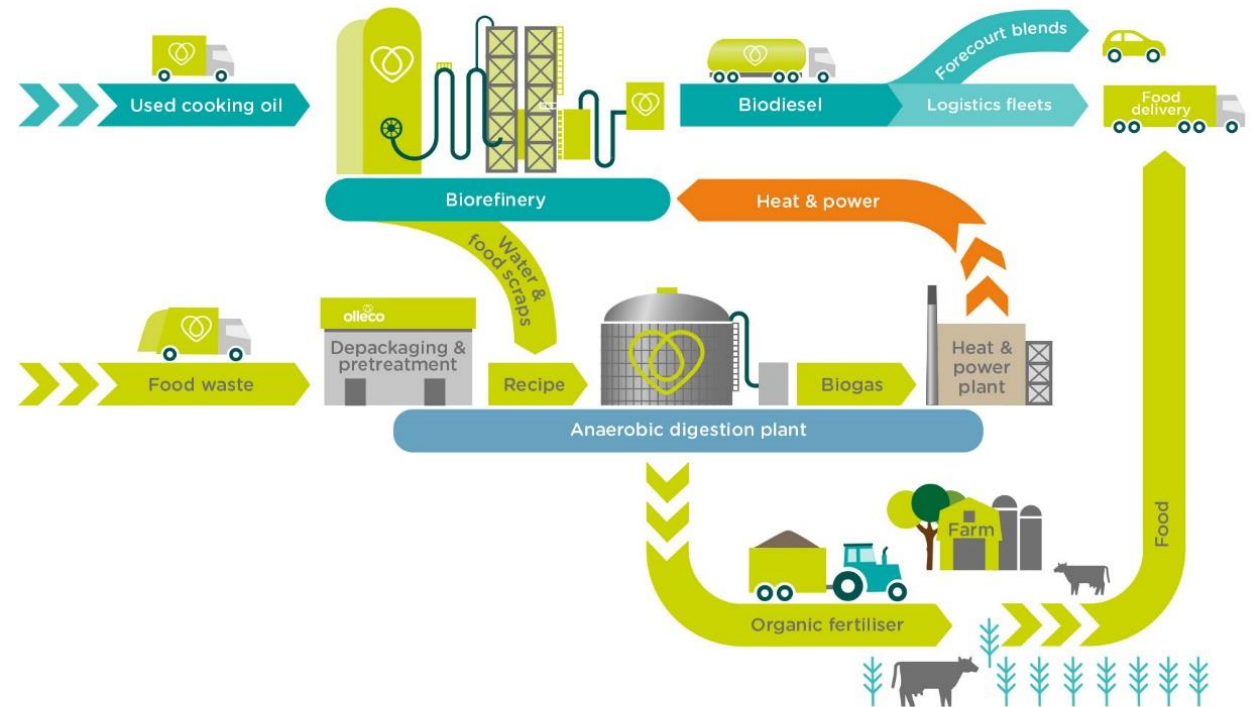 Used cooking oil
Biodiesel
Forecourt blends
Logistics fleets
Food
delivery
Biorefinery
Heat & power
Water &
food scraps
olleco
Depackaging &
pretreatment
Food waste
Recipe
Biogas
Heat &
power
plant
Anaerobic digestion plant
Farm
Food
Organic fertiliser